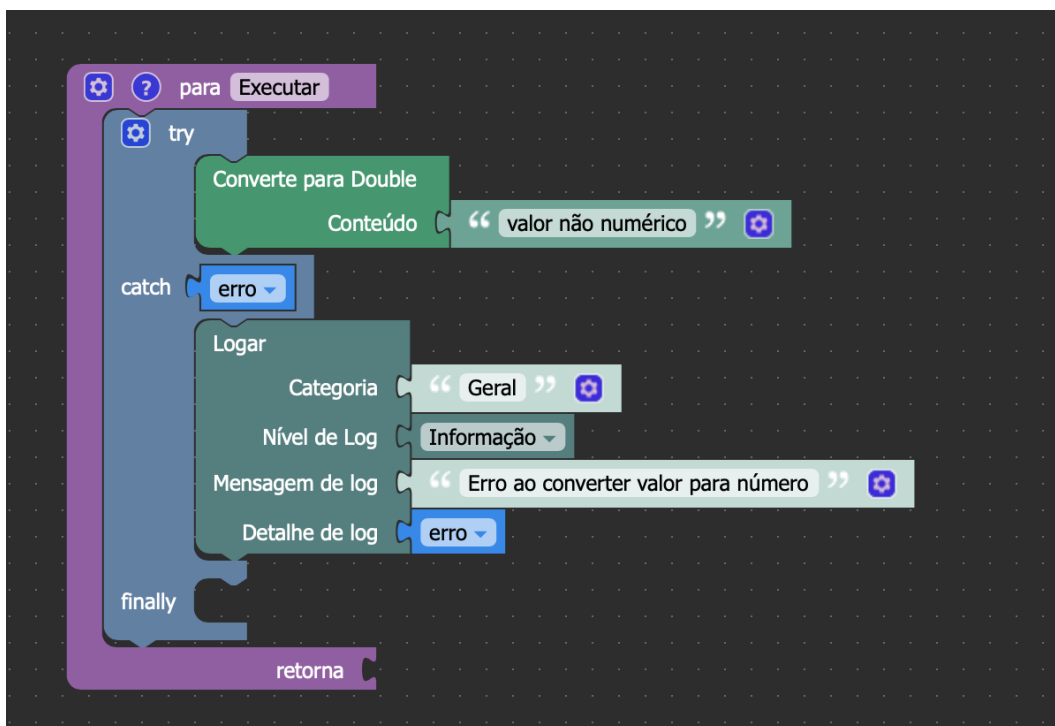 ? para Executar
try
Converte para Double
Conteúdo “ valor não numérico ”
catch erro
Logar
Categoria “ Geral ”
Nível de Log Informação
Mensagem de log “ Erro ao converter valor para número ”
Detalhe de log erro
finally
retorna